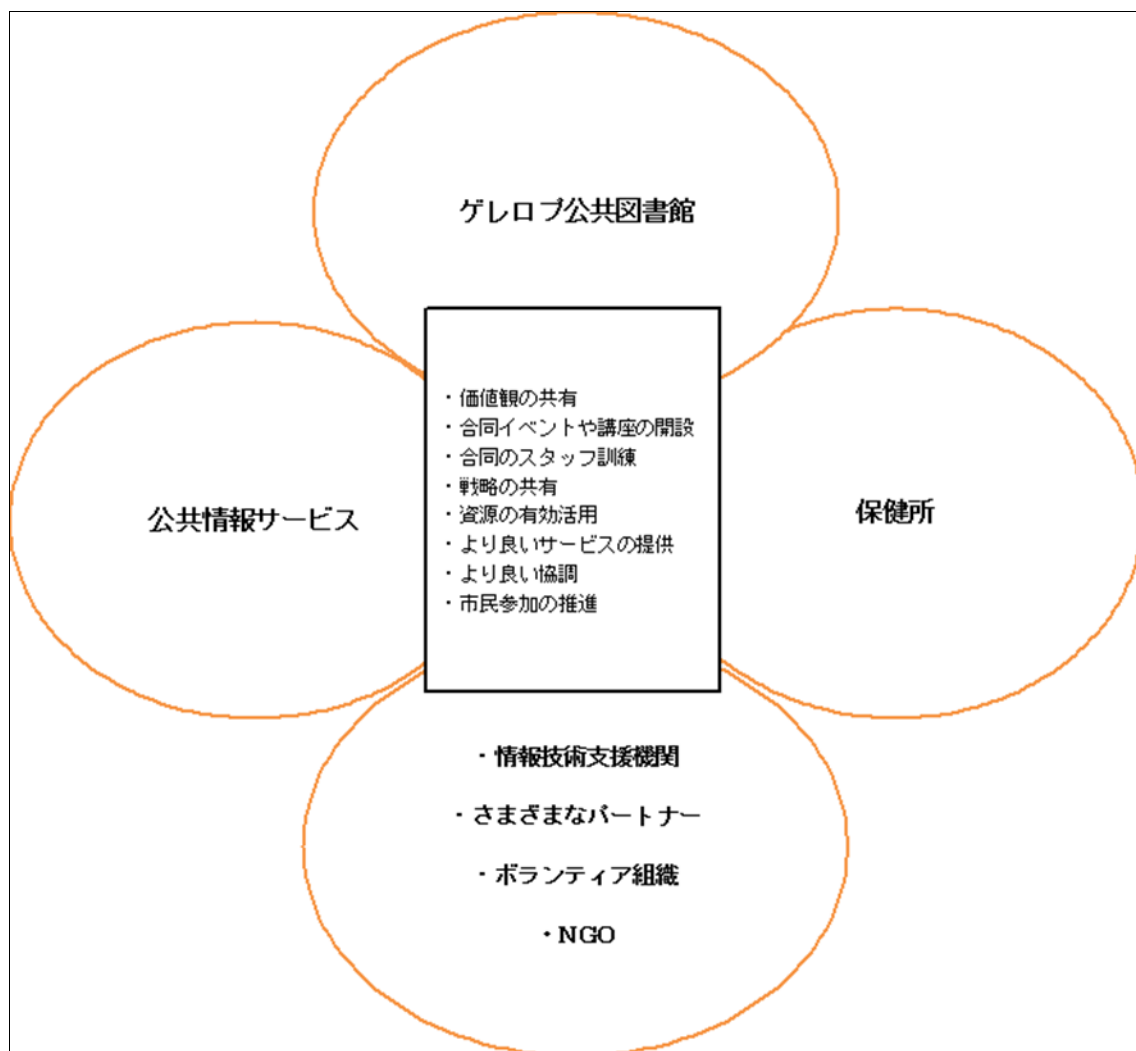 ゲレロプ公共図書館
・価値観の共有
・合同イベントや講座の開設
・合同のスタッフ訓練
・戦略の共有
・資源の有効活用
・より良いサービスの提供
・より良い協調
・市民参加の推進
公共情報サービス
保健所
・情報技術支援機関
・さまざまなパートナー
・ボランティア組織
・NGO